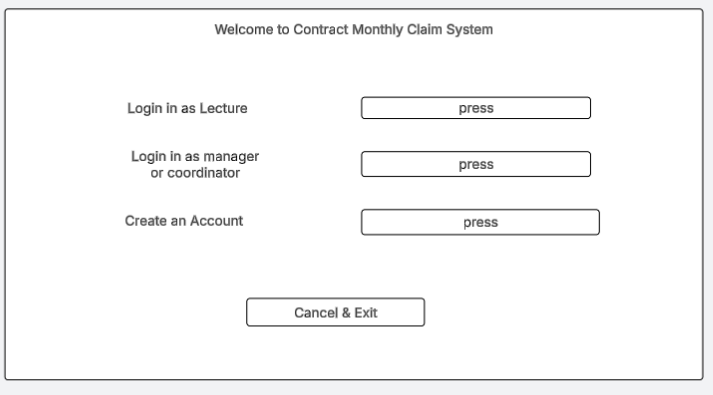 Welcome to Contract Monthly Claim System
Login in as Lecture
press
Login in as manager
or coordinator
press
Create an Account
press
Cancel & Exit